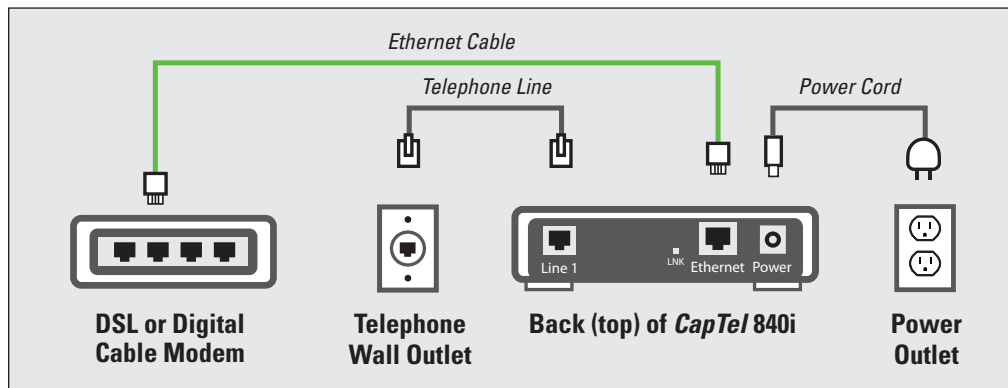 Ethernet Cable
Telephone Line
Power Cord
Line 1
LNK
Ethernet
Power
DSL or Digital
Cable Modem
Telephone
Wall Outlet
Back (top) of CapTel 840i
Power
Outlet